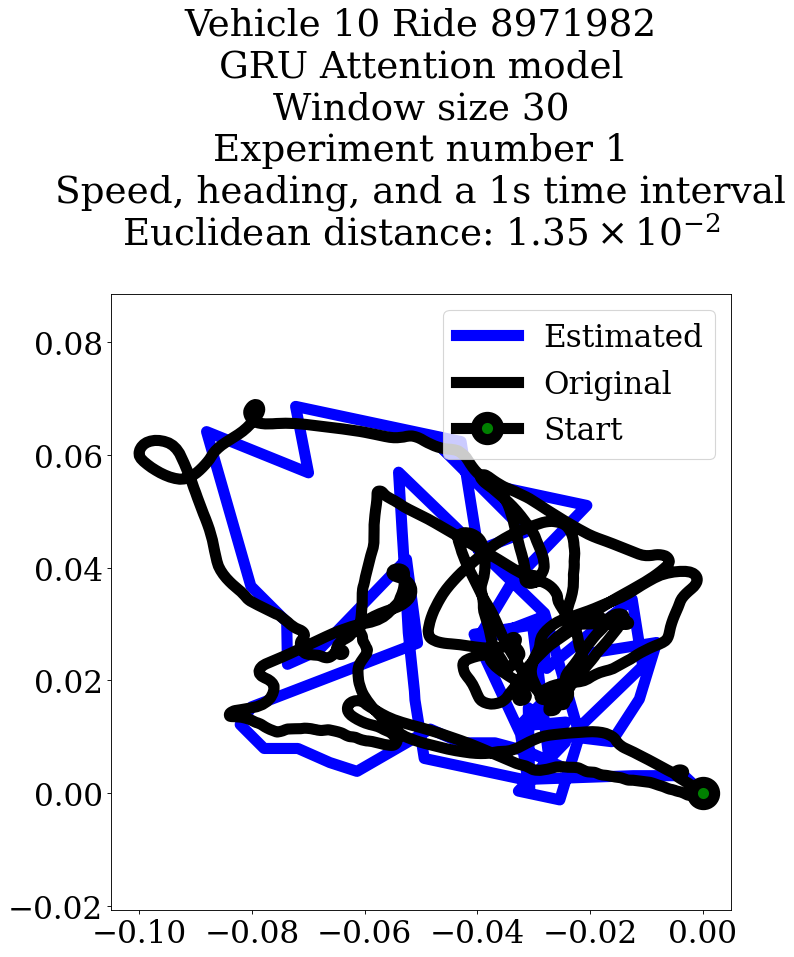 Vehicle 10 Ride 8971982
GRU Attention model
Window size 30
Experiment number 1
Speed, heading, and a 1s time interval
Euclidean distance: 1.35 × 10⁻²
Estimated
Original
Start
0.08
0.06
0.04
0.02
0.00
−0.02
−0.10 −0.08 −0.06 −0.04 −0.02 0.00